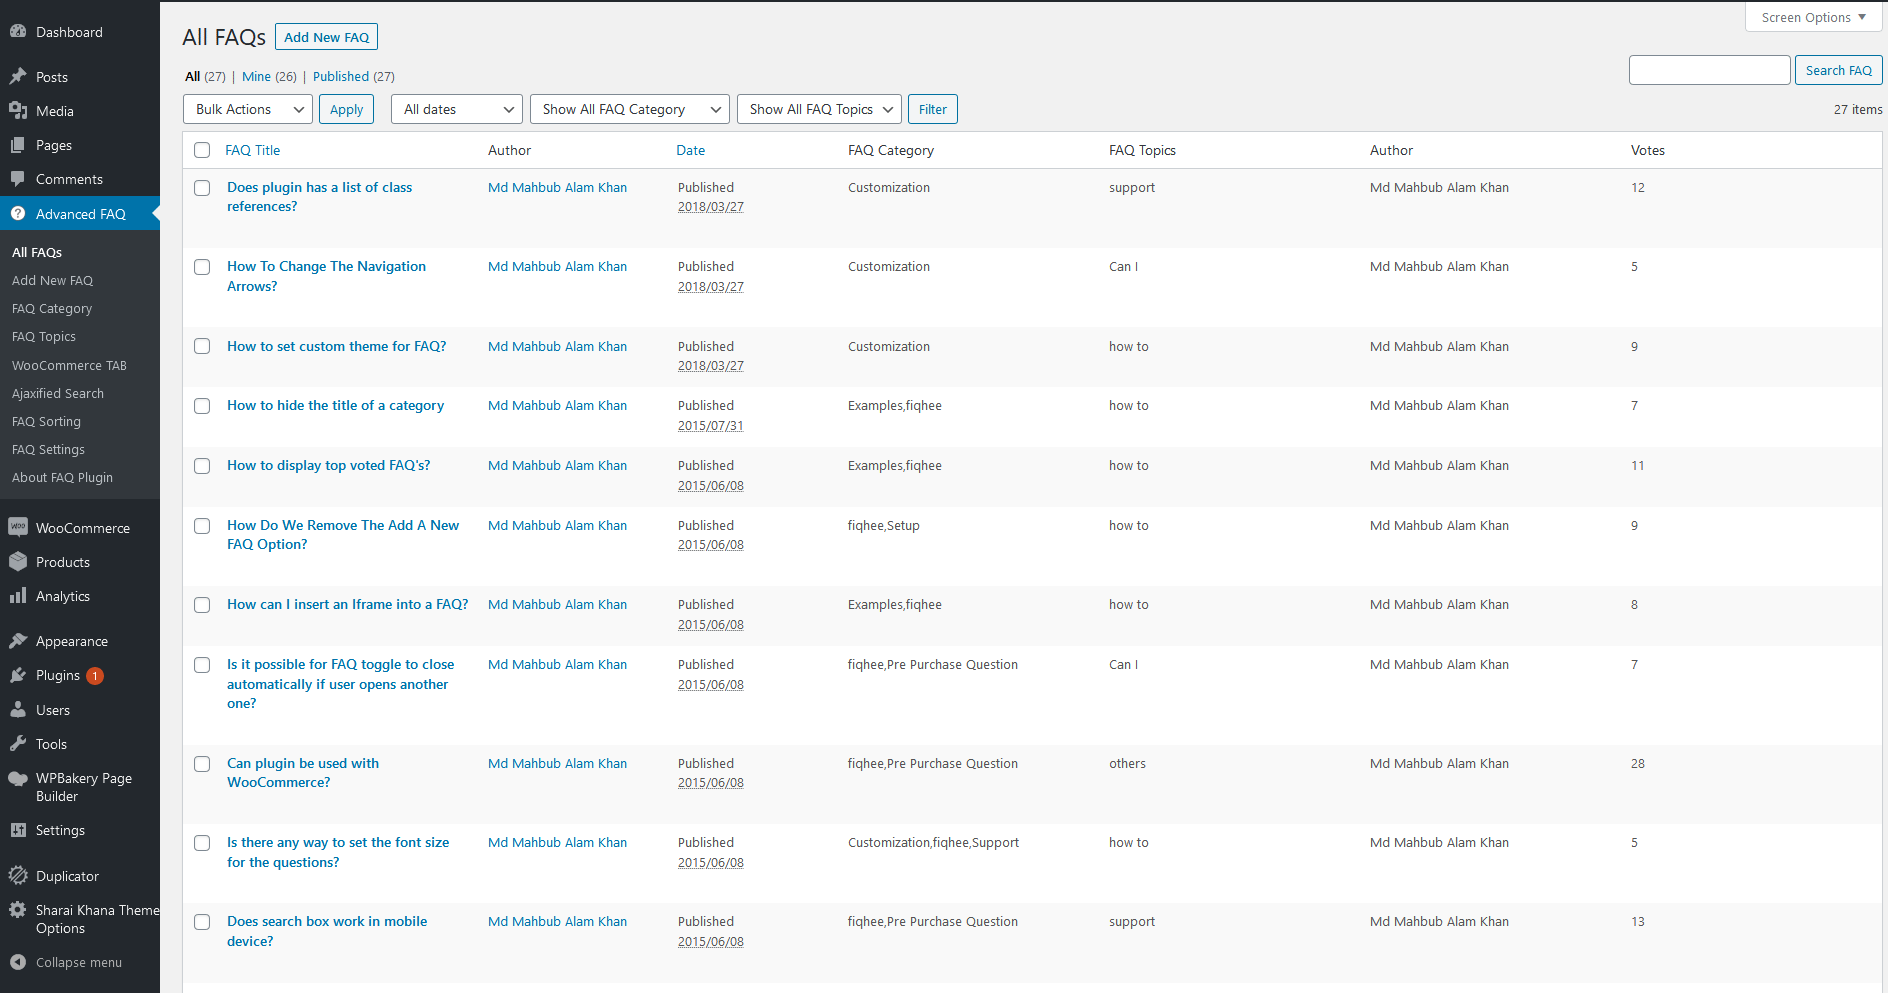 Dashboard
Posts
Media
Pages
Comments
Advanced FAQ
All FAQs
Add New FAQ
FAQ Category
FAQ Topics
WooCommerce TAB
Ajaxified Search
FAQ Sorting
FAQ Settings
About FAQ Plugin
WooCommerce
Products
Analytics
Appearance
Plugins 1
Users
Tools
WPBakery Page
Builder
Settings
Duplicator
Sharai Khana Theme
Options
Collapse menu
Screen Options
All FAQs Add New FAQ
All (27) | Mine (26) | Published (27)
Search FAQ
Bulk Actions Apply All dates Show All FAQ Category Show All FAQ Topics Filter
27 items
FAQ Title Author Date FAQ Category FAQ Topics Author Votes
Does plugin has a list of class Md Mahbub Alam Khan Published Customization support Md Mahbub Alam Khan 12
references? 2018/03/27
How To Change The Navigation Md Mahbub Alam Khan Published Customization Can I Md Mahbub Alam Khan 5
Arrows? 2018/03/27
How to set custom theme for FAQ? Md Mahbub Alam Khan Published Customization how to Md Mahbub Alam Khan 9
2018/03/27
How to hide the title of a category Md Mahbub Alam Khan Published Examples,fiqhee how to Md Mahbub Alam Khan 7
2015/07/31
How to display top voted FAQ's? Md Mahbub Alam Khan Published Examples,fiqhee how to Md Mahbub Alam Khan 11
2015/06/08
How Do We Remove The Add A New Md Mahbub Alam Khan Published fiqhee,Setup how to Md Mahbub Alam Khan 9
FAQ Option? 2015/06/08
How can I insert an Iframe into a FAQ? Md Mahbub Alam Khan Published Examples,fiqhee how to Md Mahbub Alam Khan 8
2015/06/08
Is it possible for FAQ toggle to close Md Mahbub Alam Khan Published fiqhee,Pre Purchase Question Can I Md Mahbub Alam Khan 7
automatically if user opens another 2015/06/08
one?
Can plugin be used with Md Mahbub Alam Khan Published fiqhee,Pre Purchase Question others Md Mahbub Alam Khan 28
WooCommerce? 2015/06/08
Is there any way to set the font size Md Mahbub Alam Khan Published Customization,fiqhee,Support how to Md Mahbub Alam Khan 5
for the questions? 2015/06/08
Does search box work in mobile Md Mahbub Alam Khan Published fiqhee,Pre Purchase Question support Md Mahbub Alam Khan 13
device? 2015/06/08